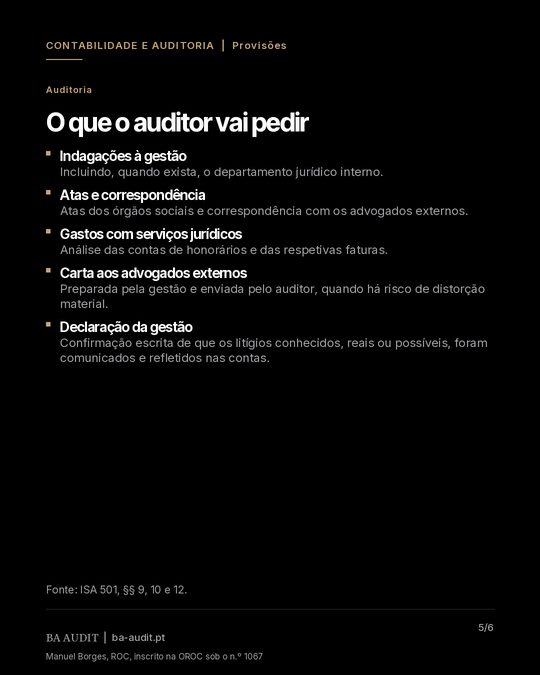 CONTABILIDADE E AUDITORIA | Provisões
Auditoria
O que o auditor vai pedir
Indagações à gestão
Incluindo, quando exista, o departamento jurídico interno.
Atas e correspondência
Atas dos órgãos sociais e correspondência com os advogados externos.
Gastos com serviços jurídicos
Análise das contas de honorários e das respetivas faturas.
Carta aos advogados externos
Preparada pela gestão e enviada pelo auditor, quando há risco de distorção
material.
Declaração da gestão
Confirmação escrita de que os litígios conhecidos, reais ou possíveis, foram
comunicados e refletidos nas contas.
Fonte: ISA 501, §§ 9, 10 e 12.
5/6
BA AUDIT | ba-audit.pt
Manuel Borges, ROC, inscrito na OROC sob o n.º 1067